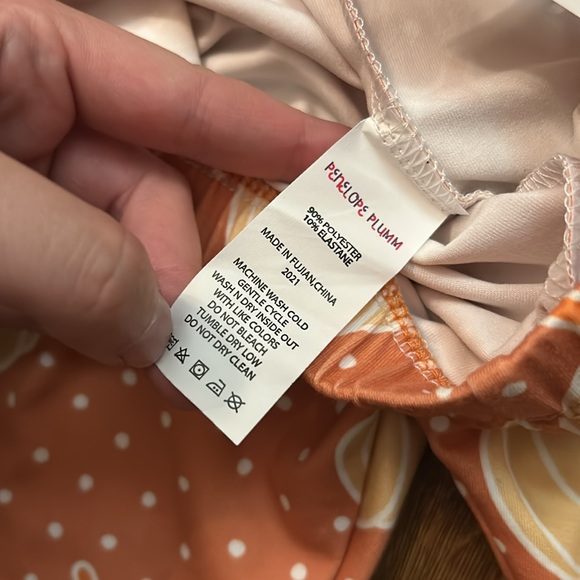 PENELOPE PLUMM
90% POLYESTER
10% ELASTANE
MADE IN FUJIAN,CHINA
2021
MACHINE WASH COLD
GENTLE CYCLE
WASH N DRY INSIDE OUT
WITH LIKE COLORS
DO NOT BLEACH
TUMBLE DRY LOW
DO NOT DRY CLEAN